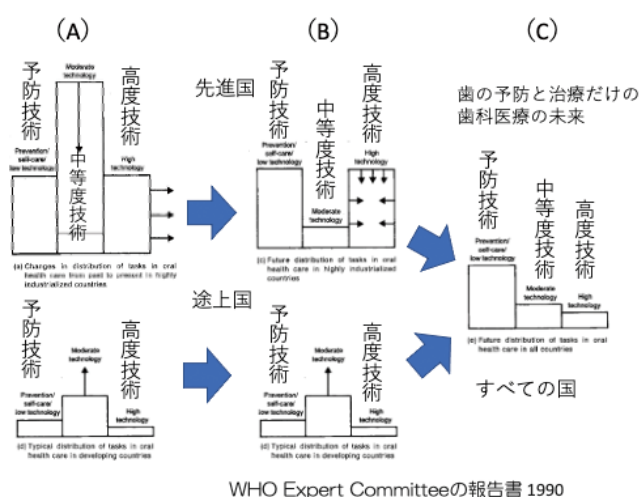 (A)
(B)
(C)
予防技術
Prevention/
self-care/
low technology
Moderate
technology
中等度技術
高度技術
High
technology
(a) Changes in distribution of tasks in oral
health care from past to present in highly
industrialized countries
先進国
予防技術
Prevention/
self-care/
low technology
中等度技術
Moderate
technology
高度技術
High
technology
(c) Future distribution of tasks in oral
health care in highly industrialized
countries
歯の予防と治療だけの
歯科医療の未来
予防技術
Prevention/
self-care/
low technology
中等度技術
Moderate
technology
高度技術
High
technology
(e) Future distribution of tasks in oral
health care in all countries
すべての国
途上国
予防技術
Prevention/
self-care/
low technology
Moderate
technology
高度技術
High
technology
(d) Typical distribution of tasks in oral
health care in developing countries
予防技術
Prevention/
self-care/
low technology
Moderate
technology
高度技術
High
technology
(d) Typical distribution of tasks in oral
health care in developing countries
WHO Expert Committeeの報告書 1990